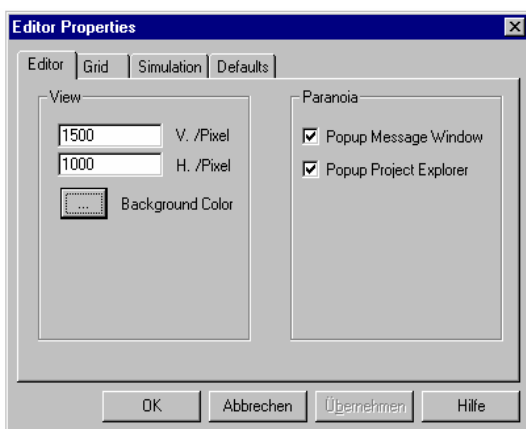 Editor Properties
Editor Grid Simulation Defaults
View
1500 V. /Pixel
1000 H. /Pixel
... Background Color
Paranoia
Popup Message Window
Popup Project Explorer
OK Abbrechen Übernehmen Hilfe